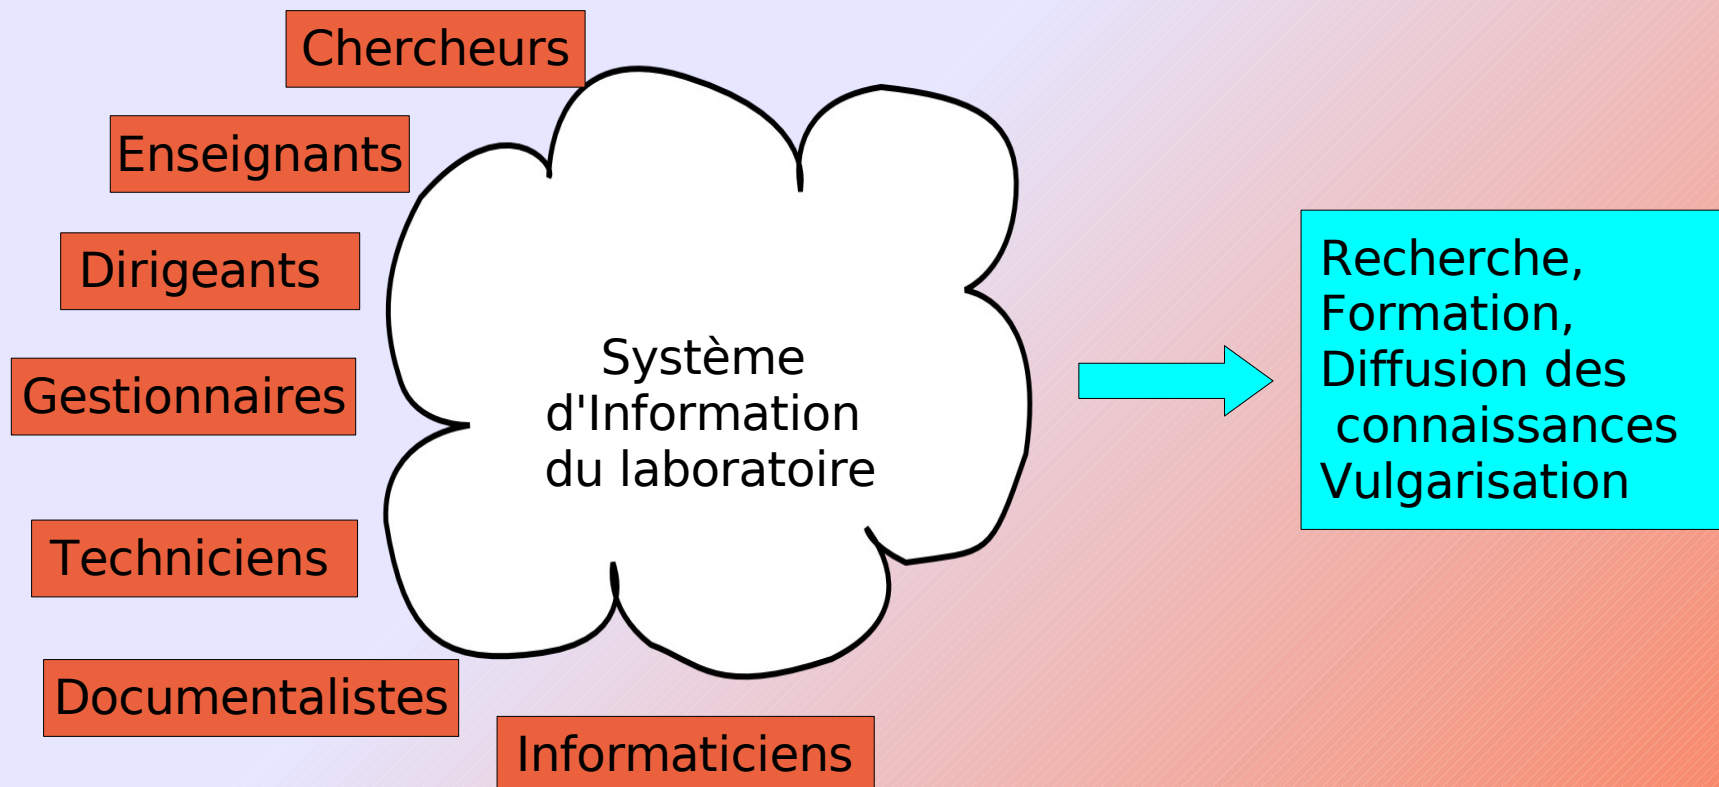 Chercheurs
Enseignants
Dirigeants
Gestionnaires
Techniciens
Documentalistes
Informaticiens
Système
d'Information
du laboratoire
Recherche,
Formation,
Diffusion des
connaissances
Vulgarisation